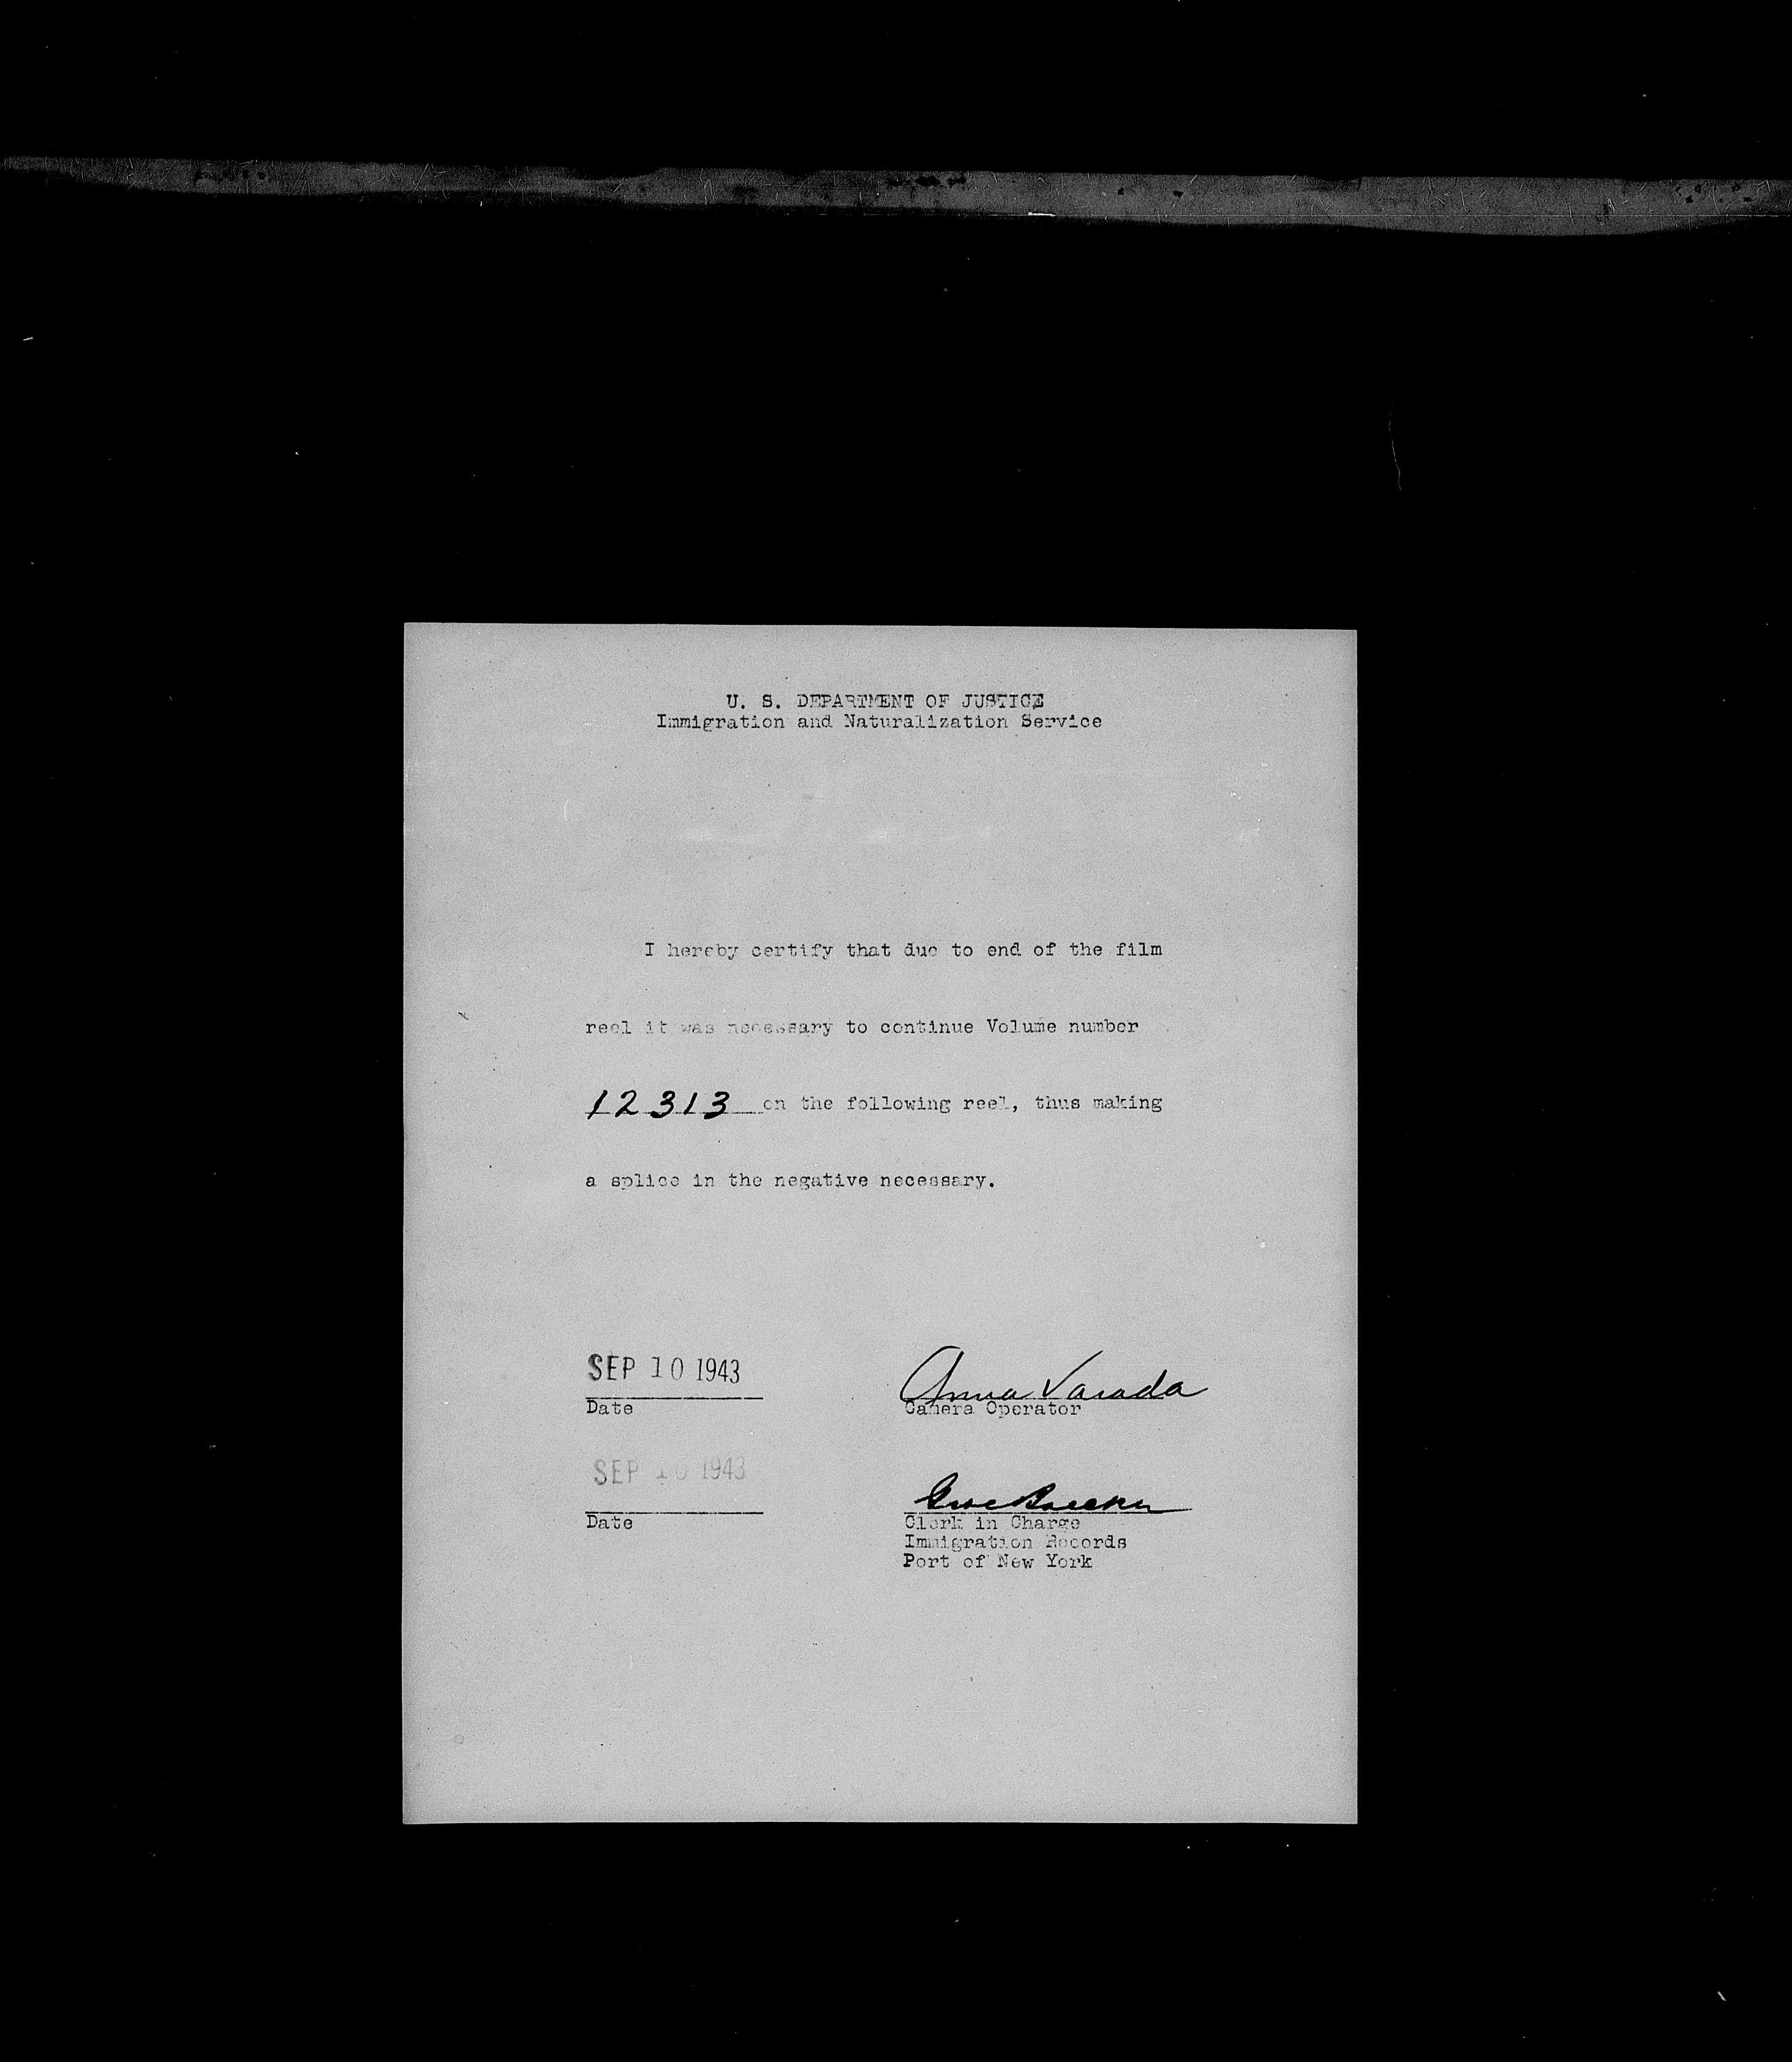 U. S. DEPARTMENT OF JUSTICE
Immigration and Naturalization Service
I hereby certify that due to end of the film
reel it was necessary to continue Volume number
12313 on the following reel, thus making
a splice in the negative necessary.
SEP 10 1943
Anna Varada
Date
Camera Operator
SEP 10 1943
Date
Clerk in Charge
Immigration Records
Port of New York